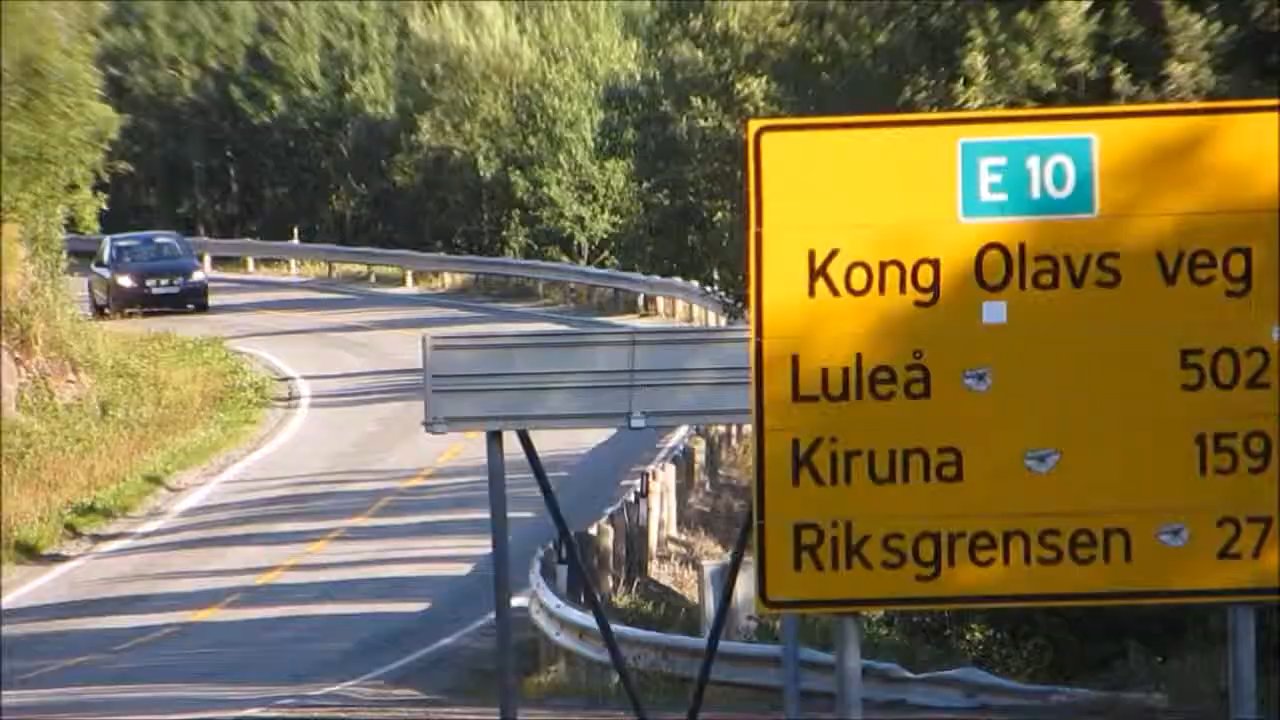 E 10
Kong Olavs veg
Luleå 502
Kiruna 159
Riksgrensen 27